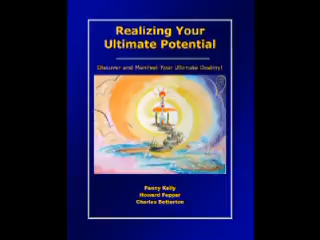 Realizing Your
Ultimate Potential
Discover and Manifest Your Ultimate Destiny!
Penny Kelly
Howard Pepper
Charles Betterton